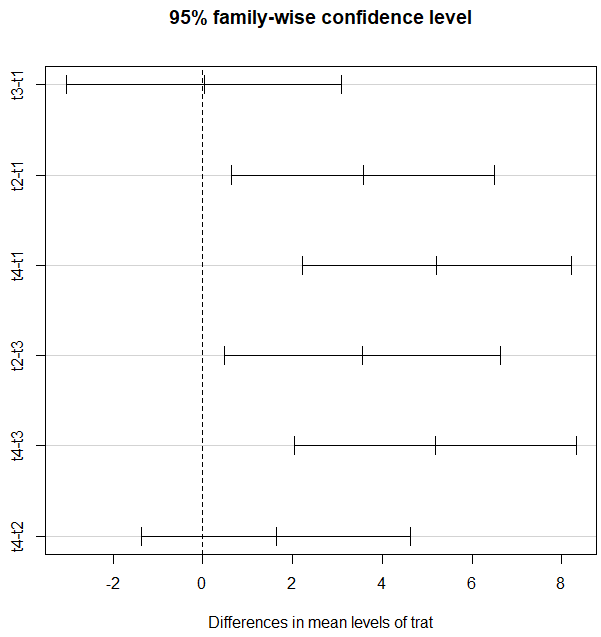 95% family-wise confidence level
t3-t1
t2-t1
t4-t1
t2-t3
t4-t3
t4-t2
-2 0 2 4 6 8
Differences in mean levels of trat